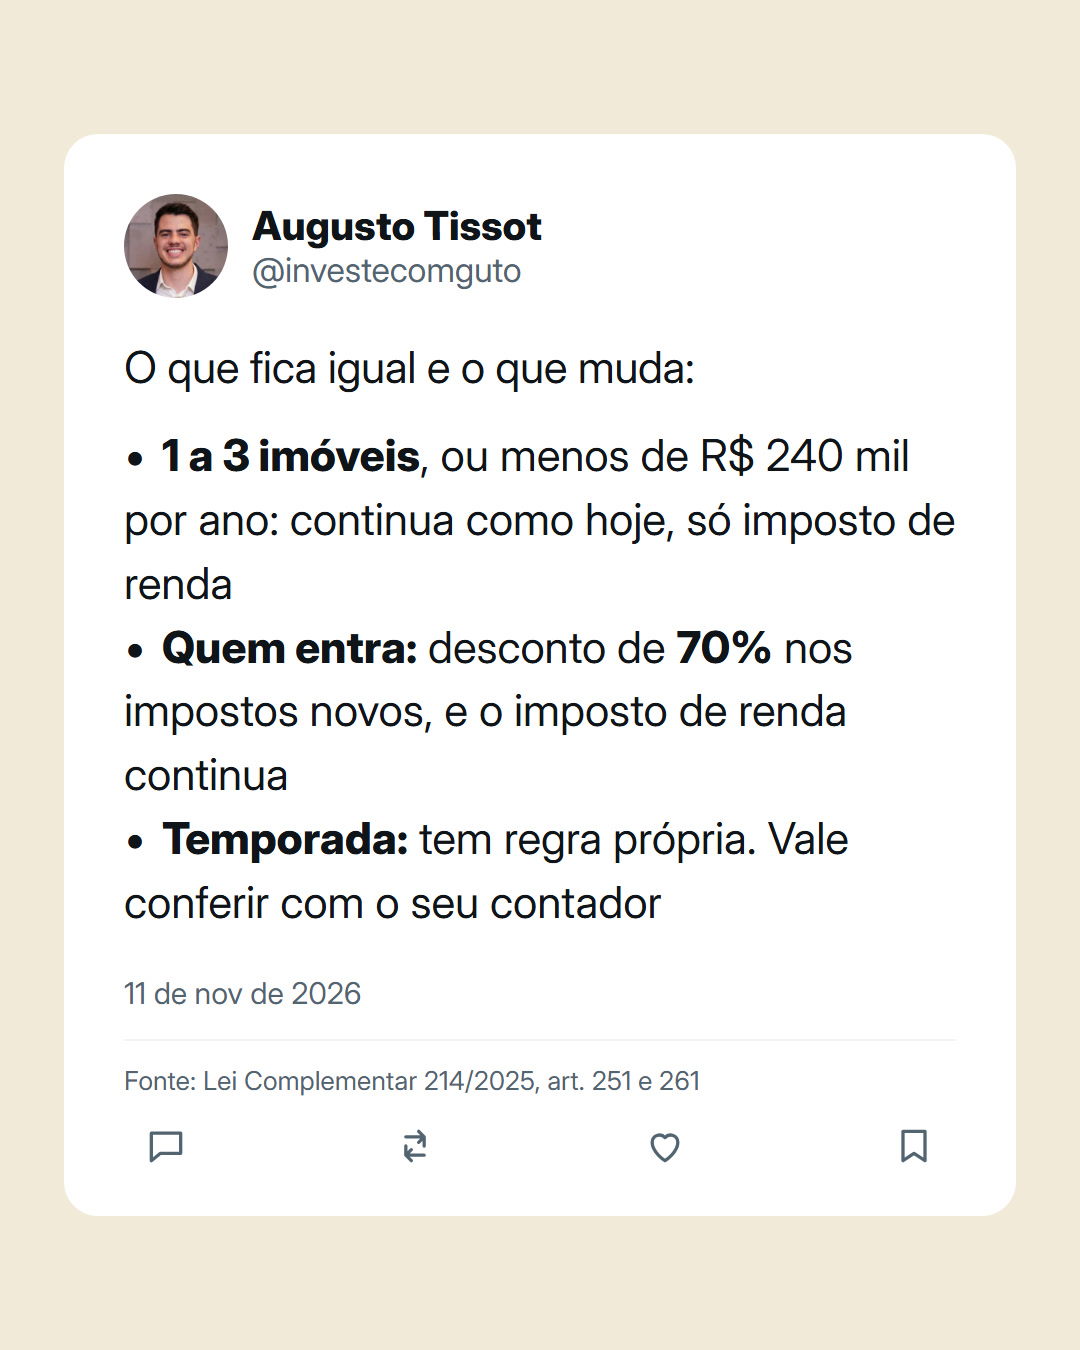 Augusto Tissot
@investecomguto
O que fica igual e o que muda:
• 1 a 3 imóveis, ou menos de R$ 240 mil
por ano: continua como hoje, só imposto de
renda
• Quem entra: desconto de 70% nos
impostos novos, e o imposto de renda
continua
• Temporada: tem regra própria. Vale
conferir com o seu contador
11 de nov de 2026
Fonte: Lei Complementar 214/2025, art. 251 e 261